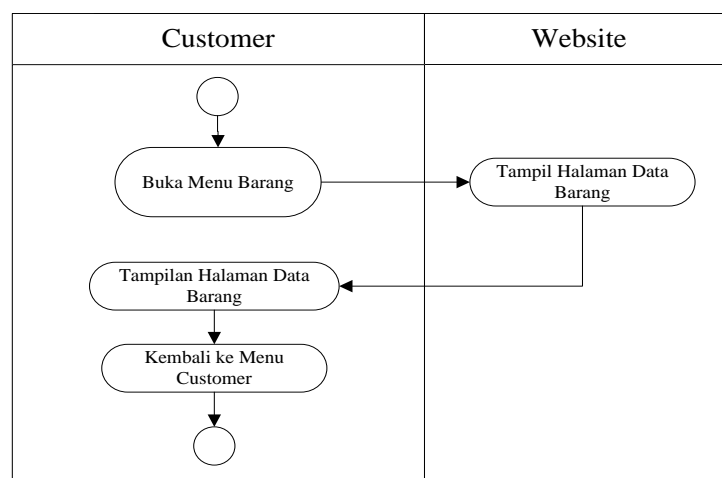 Customer
Website
Buka Menu Barang
Tampil Halaman Data
Barang
Tampilan Halaman Data
Barang
Kembali ke Menu
Customer